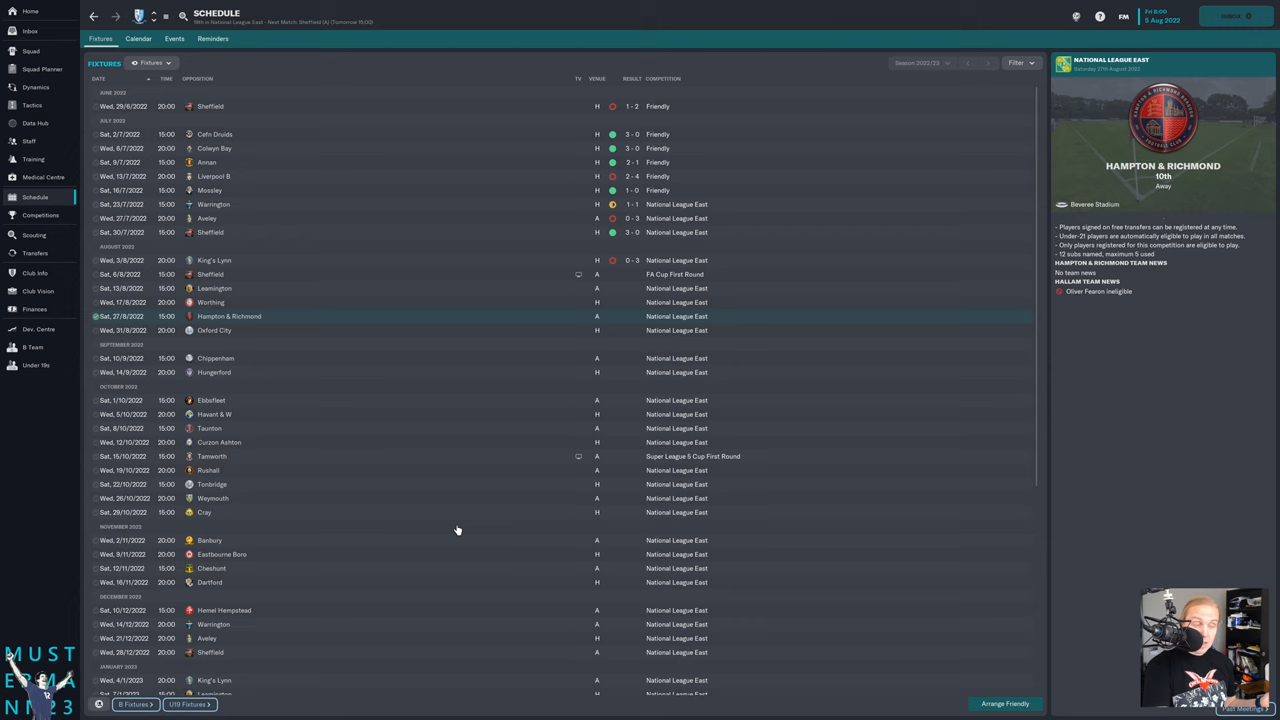 SCHEDULE
18th in National League East - Next Match: Sheffield (A) (Tomorrow 15:00)
FM
Fri 8:00
5 Aug 2022
INBOX
Home
Inbox
Squad
Squad Planner
Dynamics
Tactics
Data Hub
Staff
Training
Medical Centre
Schedule
Competitions
Scouting
Transfers
Club Info
Club Vision
Finances
Dev. Centre
B Team
Under 19s
Fixtures Calendar Events Reminders
FIXTURES Fixtures Season 2022/23 Filter
DATE TIME OPPOSITION TV VENUE RESULT COMPETITION
JUNE 2022
Wed, 29/6/2022 20:00 Sheffield H 1 - 2 Friendly
JULY 2022
Sat, 2/7/2022 15:00 Cefn Druids H 3 - 0 Friendly
Wed, 6/7/2022 20:00 Colwyn Bay H 3 - 0 Friendly
Sat, 9/7/2022 15:00 Annan H 2 - 1 Friendly
Wed, 13/7/2022 20:00 Liverpool B H 2 - 4 Friendly
Sat, 16/7/2022 15:00 Mossley H 1 - 0 Friendly
Sat, 23/7/2022 15:00 Warrington H 1 - 1 National League East
Wed, 27/7/2022 20:00 Aveley A 0 - 3 National League East
Sat, 30/7/2022 15:00 Sheffield H 3 - 0 National League East
AUGUST 2022
Wed, 3/8/2022 20:00 King's Lynn H 0 - 3 National League East
Sat, 6/8/2022 15:00 Sheffield A FA Cup First Round
Sat, 13/8/2022 15:00 Leamington A National League East
Wed, 17/8/2022 20:00 Worthing H National League East
Sat, 27/8/2022 15:00 Hampton & Richmond A National League East
Wed, 31/8/2022 20:00 Oxford City H National League East
SEPTEMBER 2022
Sat, 10/9/2022 15:00 Chippenham A National League East
Wed, 14/9/2022 20:00 Hungerford H National League East
OCTOBER 2022
Sat, 1/10/2022 15:00 Ebbsfleet A National League East
Wed, 5/10/2022 20:00 Havant & W H National League East
Sat, 8/10/2022 15:00 Taunton A National League East
Wed, 12/10/2022 20:00 Curzon Ashton H National League East
Sat, 15/10/2022 15:00 Tamworth A Super League 5 Cup First Round
Wed, 19/10/2022 20:00 Rushall A National League East
Sat, 22/10/2022 15:00 Tonbridge H National League East
Wed, 26/10/2022 20:00 Weymouth A National League East
Sat, 29/10/2022 15:00 Cray H National League East
NOVEMBER 2022
Wed, 2/11/2022 20:00 Banbury A National League East
Wed, 9/11/2022 20:00 Eastbourne Boro H National League East
Sat, 12/11/2022 15:00 Cheshunt A National League East
Wed, 16/11/2022 20:00 Dartford H National League East
DECEMBER 2022
Sat, 10/12/2022 15:00 Hemel Hempstead A National League East
Wed, 14/12/2022 20:00 Warrington A National League East
Wed, 21/12/2022 20:00 Aveley H National League East
Wed, 28/12/2022 20:00 Sheffield A National League East
JANUARY 2023
Wed, 4/1/2023 20:00 King's Lynn A National League East
Sat, 7/1/2023 15:00 Leamington H National League East
B Fixtures U19 Fixtures Arrange Friendly
NATIONAL LEAGUE EAST
Saturday 27th August 2022
HAMPTON & RICHMOND BOROUGH
FOOTBALL CLUB
HAMPTON & RICHMOND
10th
Away
Beveree Stadium
- Players signed on free transfers can be registered at any time.
- Under-21 players are automatically eligible to play in all matches.
- Only players registered for this competition are eligible to play.
- 12 subs named, maximum 5 used
HAMPTON & RICHMOND TEAM NEWS
No team news
HALLAM TEAM NEWS
Oliver Fearon ineligible
Past Meetings
MUST
ERMA
NN23